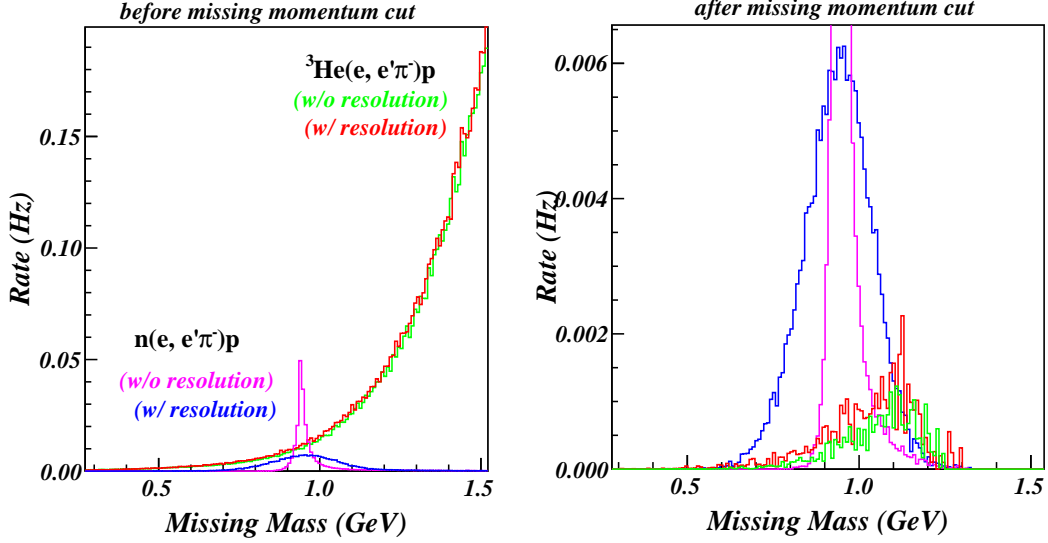 before missing momentum cut
³He(e, e'π⁻)p
(w/o resolution)
(w/ resolution)
n(e, e'π⁻)p
(w/o resolution)
(w/ resolution)
Rate (Hz)
0.15
0.10
0.05
0.00
0.5
1.0
1.5
Missing Mass (GeV)
after missing momentum cut
Rate (Hz)
0.006
0.004
0.002
0.000
0.5
1.0
1.5
Missing Mass (GeV)